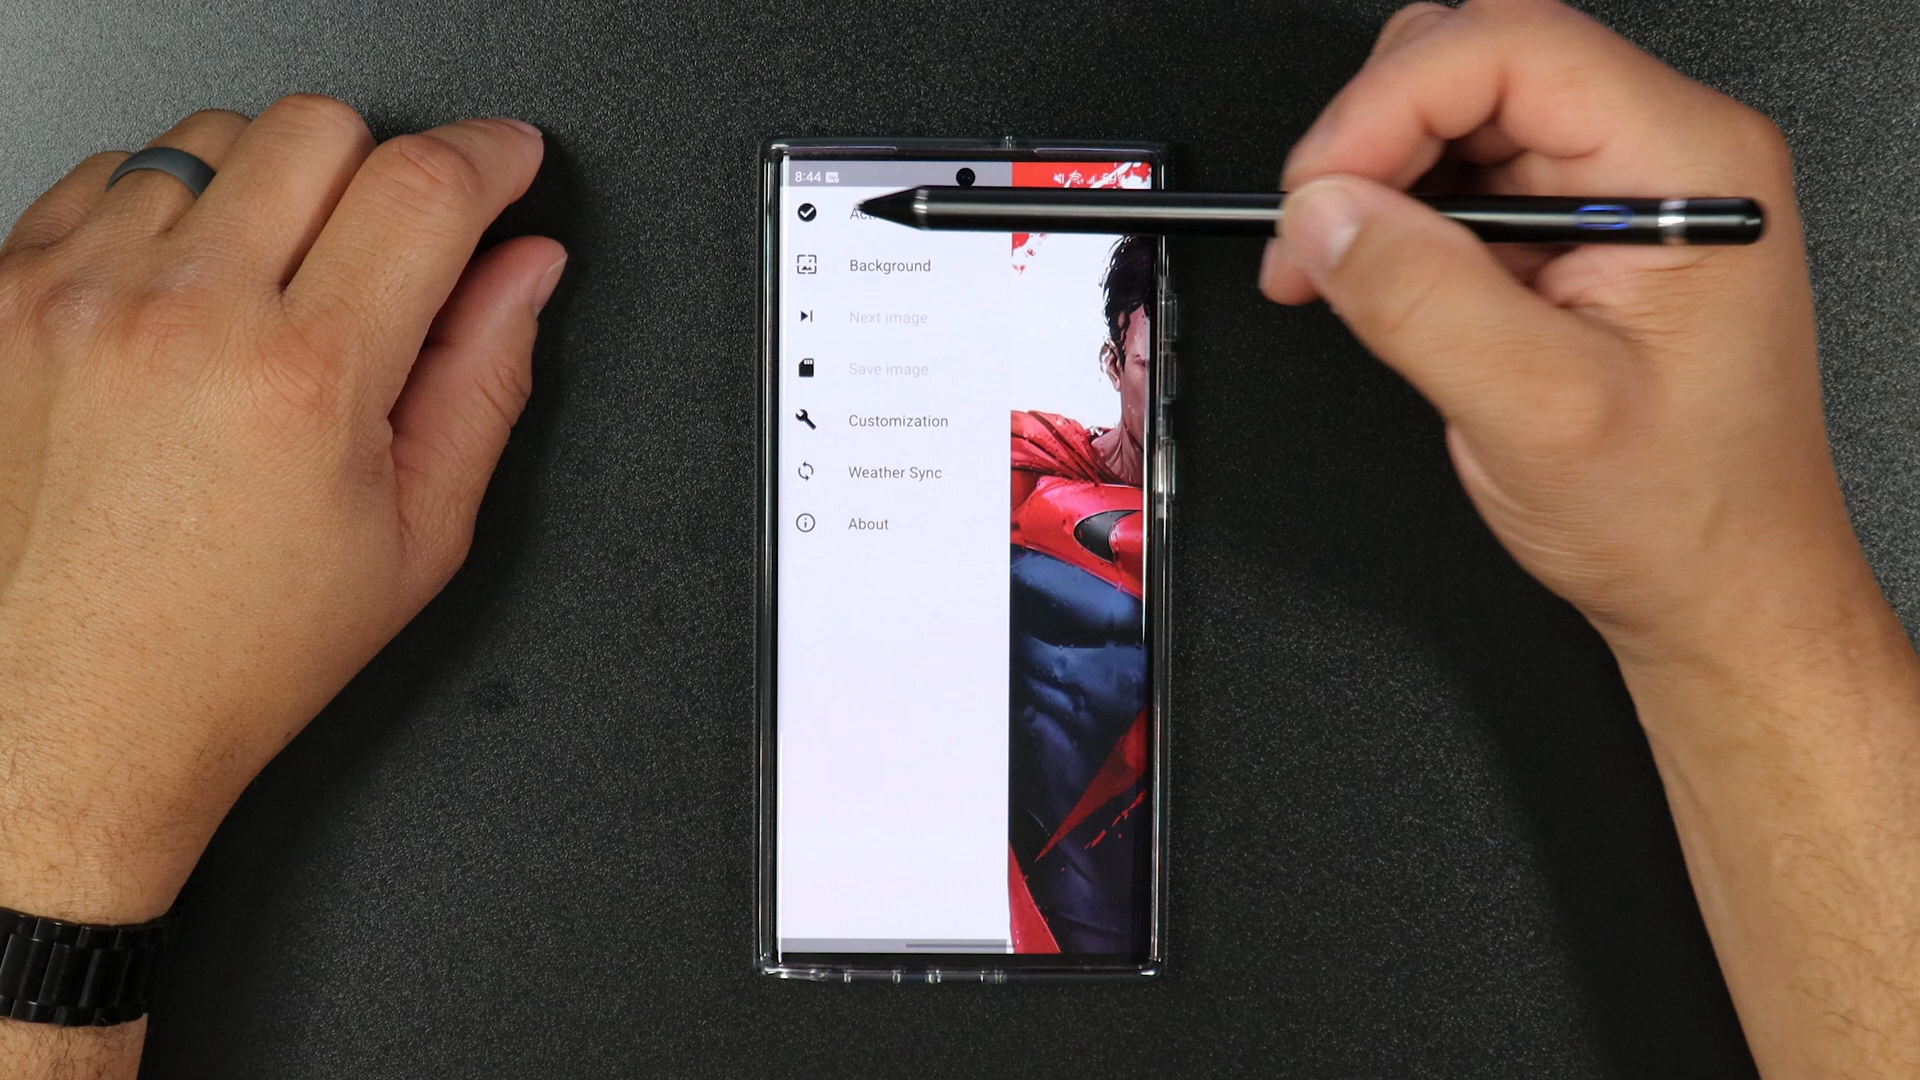 8:44
Background
Next image
Save image
Customization
Weather Sync
About